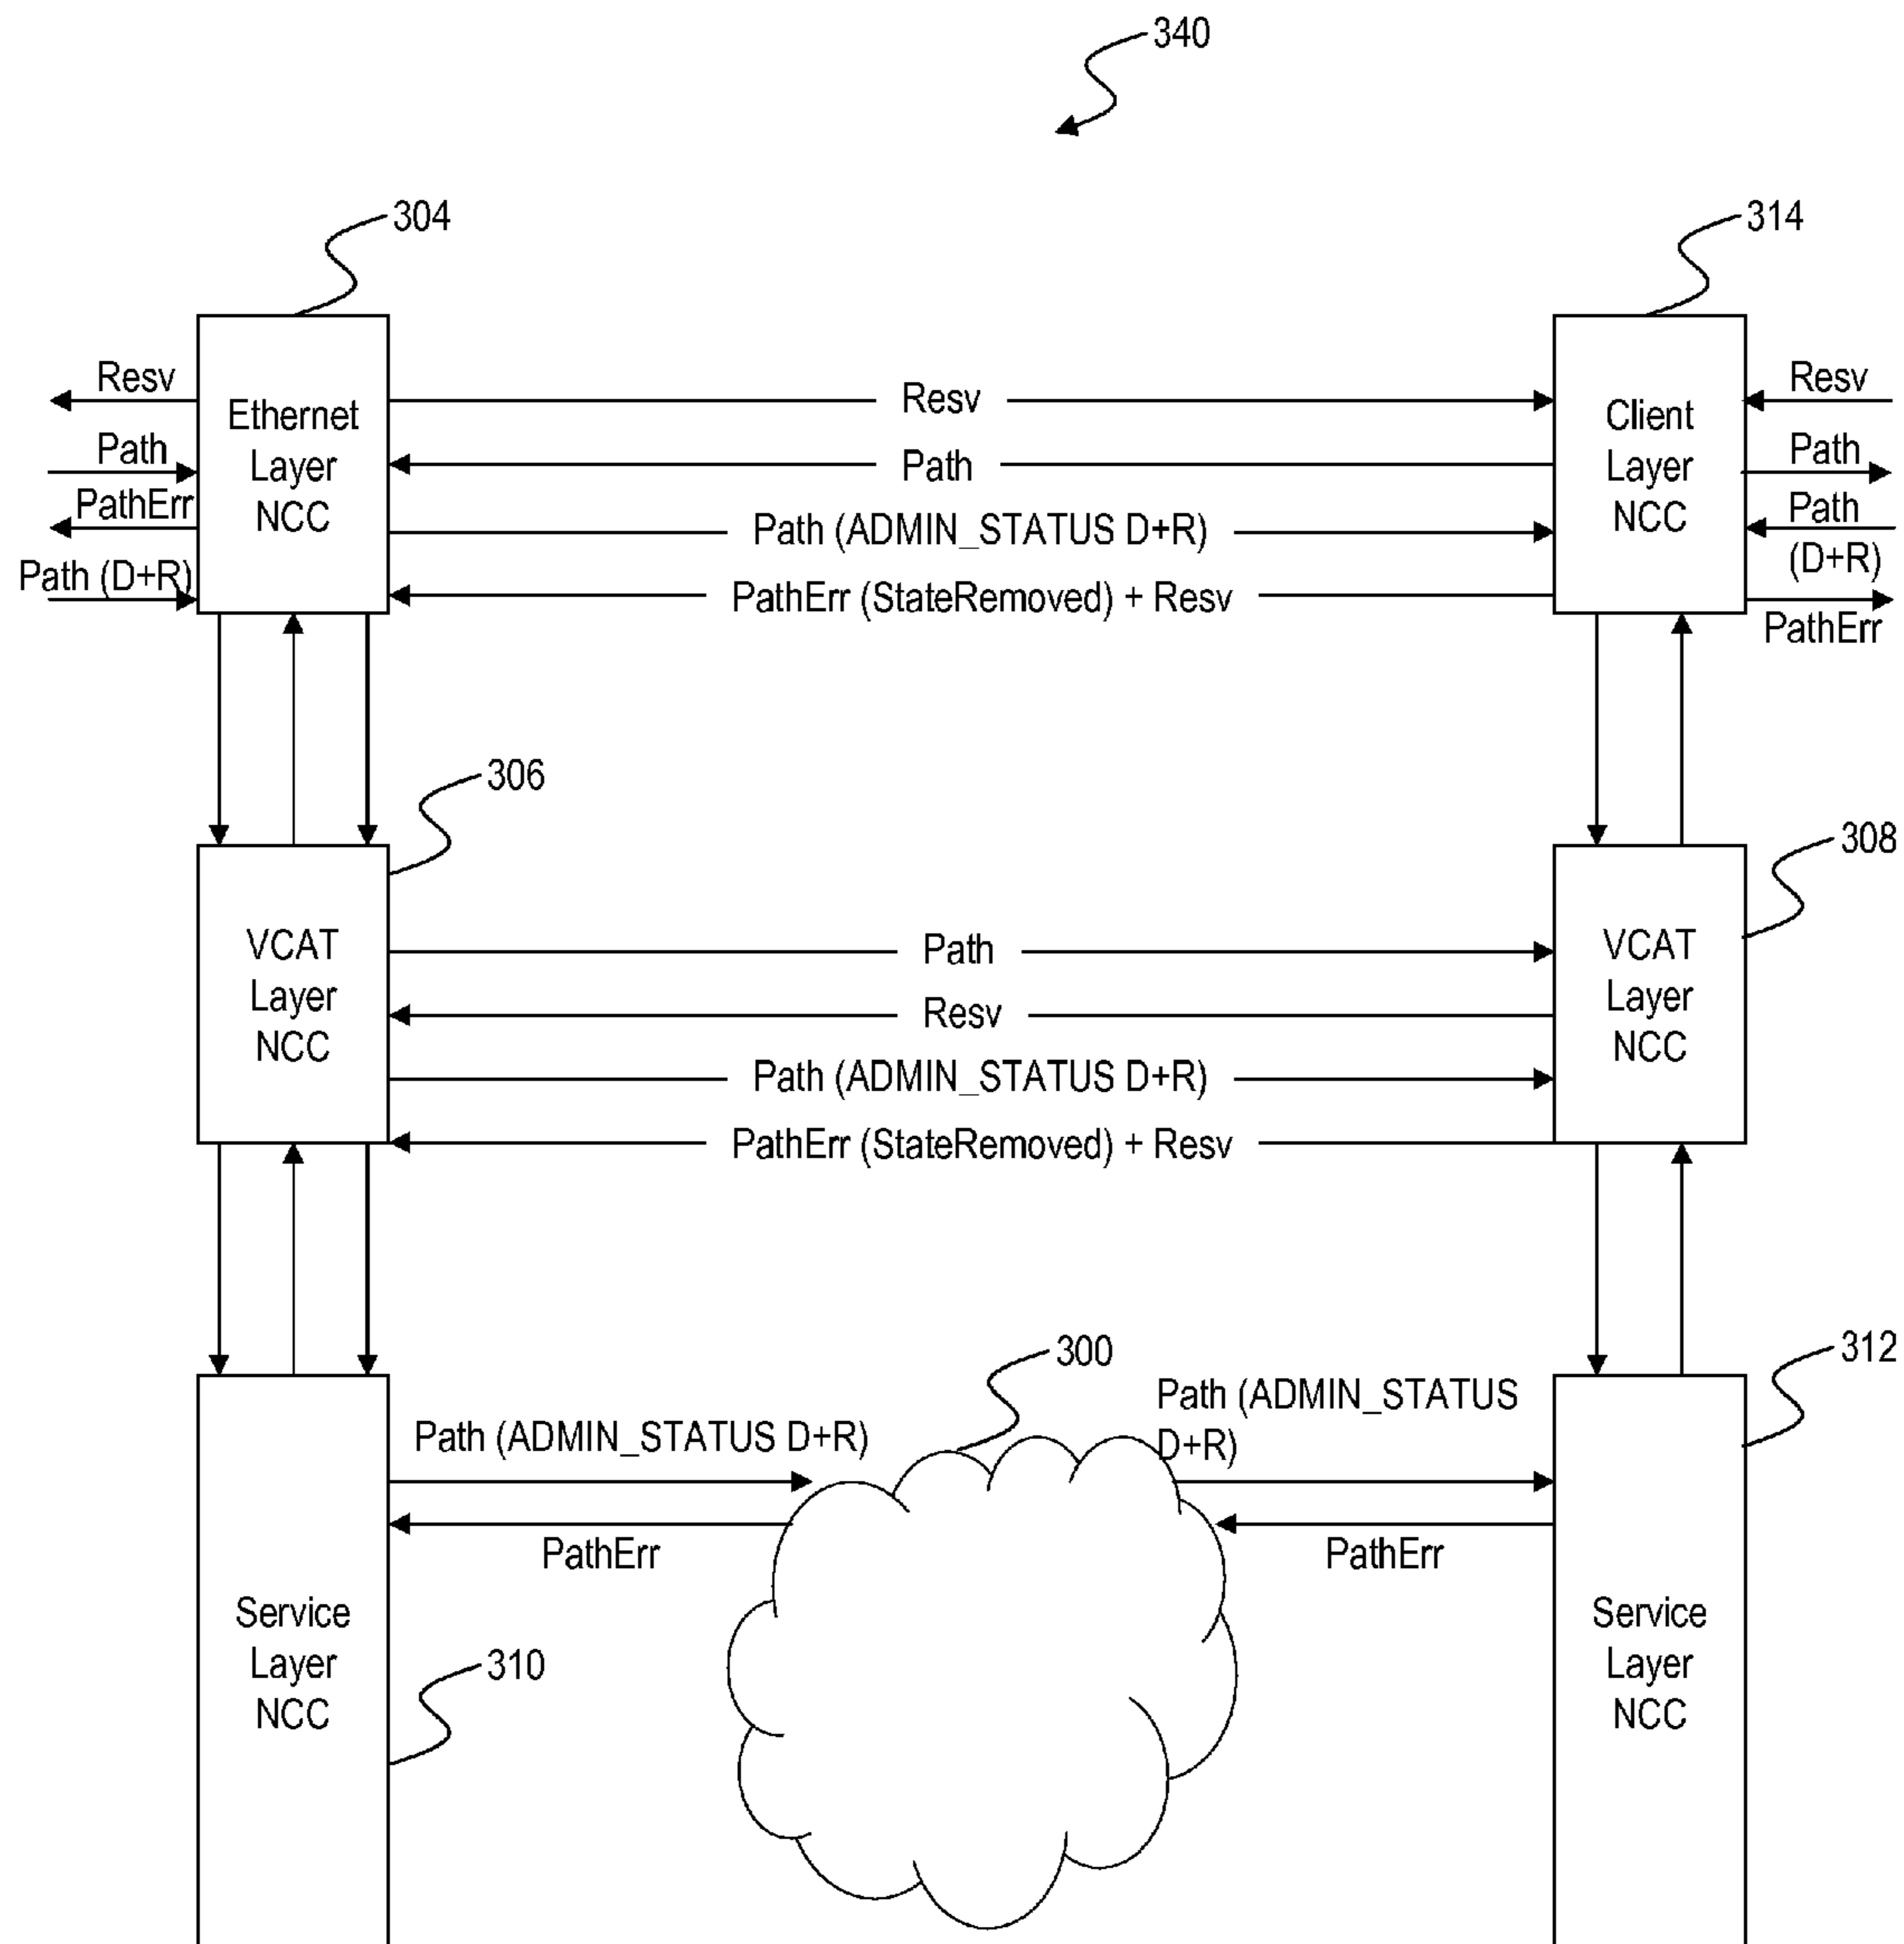 340
304
314
Resv
Path
PathErr
Path (D+R)
Ethernet
Layer
NCC
Resv
Path
Path (ADMIN_STATUS D+R)
PathErr (StateRemoved) + Resv
Client
Layer
NCC
Resv
Path
Path
(D+R)
PathErr
306
308
VCAT
Layer
NCC
Path
Resv
Path (ADMIN_STATUS D+R)
PathErr (StateRemoved) + Resv
VCAT
Layer
NCC
300
312
Path (ADMIN_STATUS D+R)
PathErr
Path (ADMIN_STATUS
D+R)
PathErr
Service
Layer
NCC
310
Service
Layer
NCC